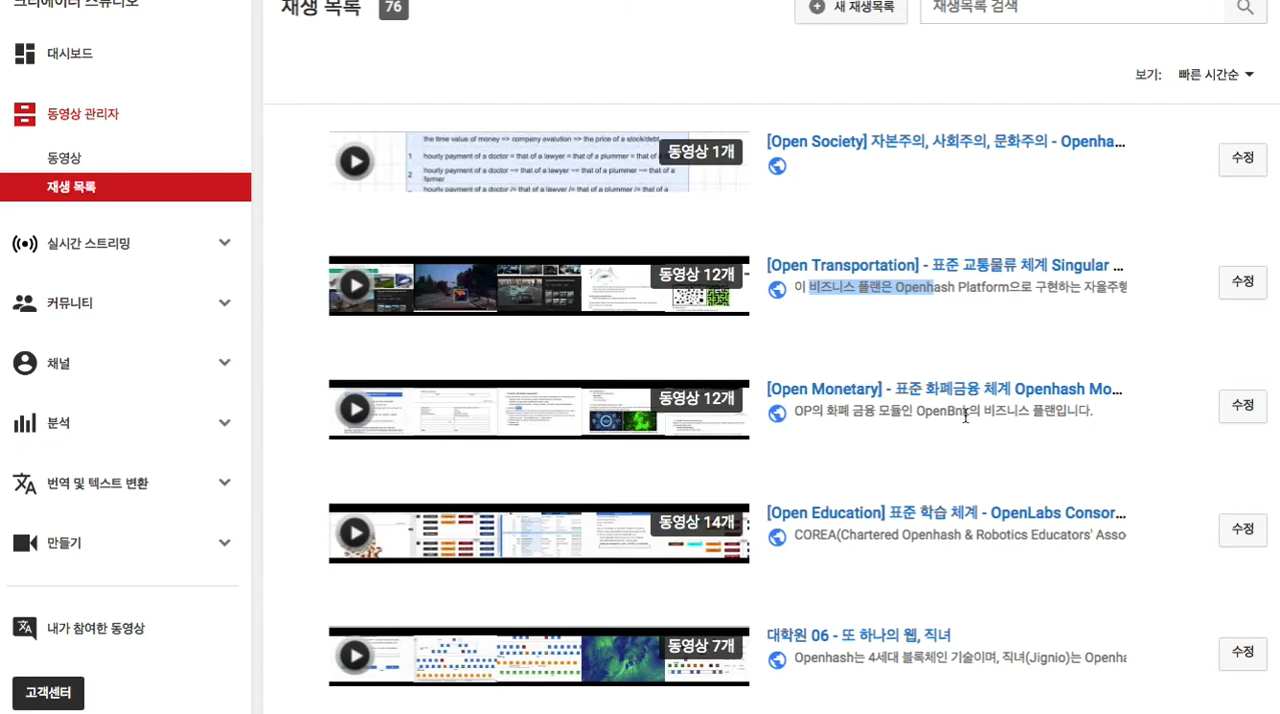 크리에이터 스튜디오
대시보드
동영상 관리자
동영상
재생 목록
실시간 스트리밍
커뮤니티
채널
분석
번역 및 텍스트 변환
만들기
내가 참여한 동영상
고객센터
재생 목록 76
새 재생목록
재생목록 검색
보기: 빠른 시간순
the time value of money => company evalution => the price of a stock/debt
1 hourly payment of a doctor = that of a lawyer = that of a plummer = that of a
2 hourly payment of a doctor ~= that of a lawyer ~= that of a plummer ~= that of a
farmer
hourly payment of a doctor /= that of a lawyer /= that of a plummer /= that of a
동영상 1개
[Open Society] 자본주의, 사회주의, 문화주의 - Openha...
수정
동영상 12개
[Open Transportation] - 표준 교통물류 체계 Singular ...
이 비즈니스 플랜은 Openhash Platform으로 구현하는 자율주행
수정
동영상 12개
[Open Monetary] - 표준 화폐금융 체계 Openhash Mo...
OP의 화폐 금융 모듈인 OpenBnk의 비즈니스 플랜입니다.
수정
동영상 14개
[Open Education] 표준 학습 체계 - OpenLabs Consor...
COREA(Chartered Openhash & Robotics Educators' Asso
수정
동영상 7개
대학원 06 - 또 하나의 웹, 직녀
Openhash는 4세대 블록체인 기술이며, 직녀(Jignio)는 Openha
수정